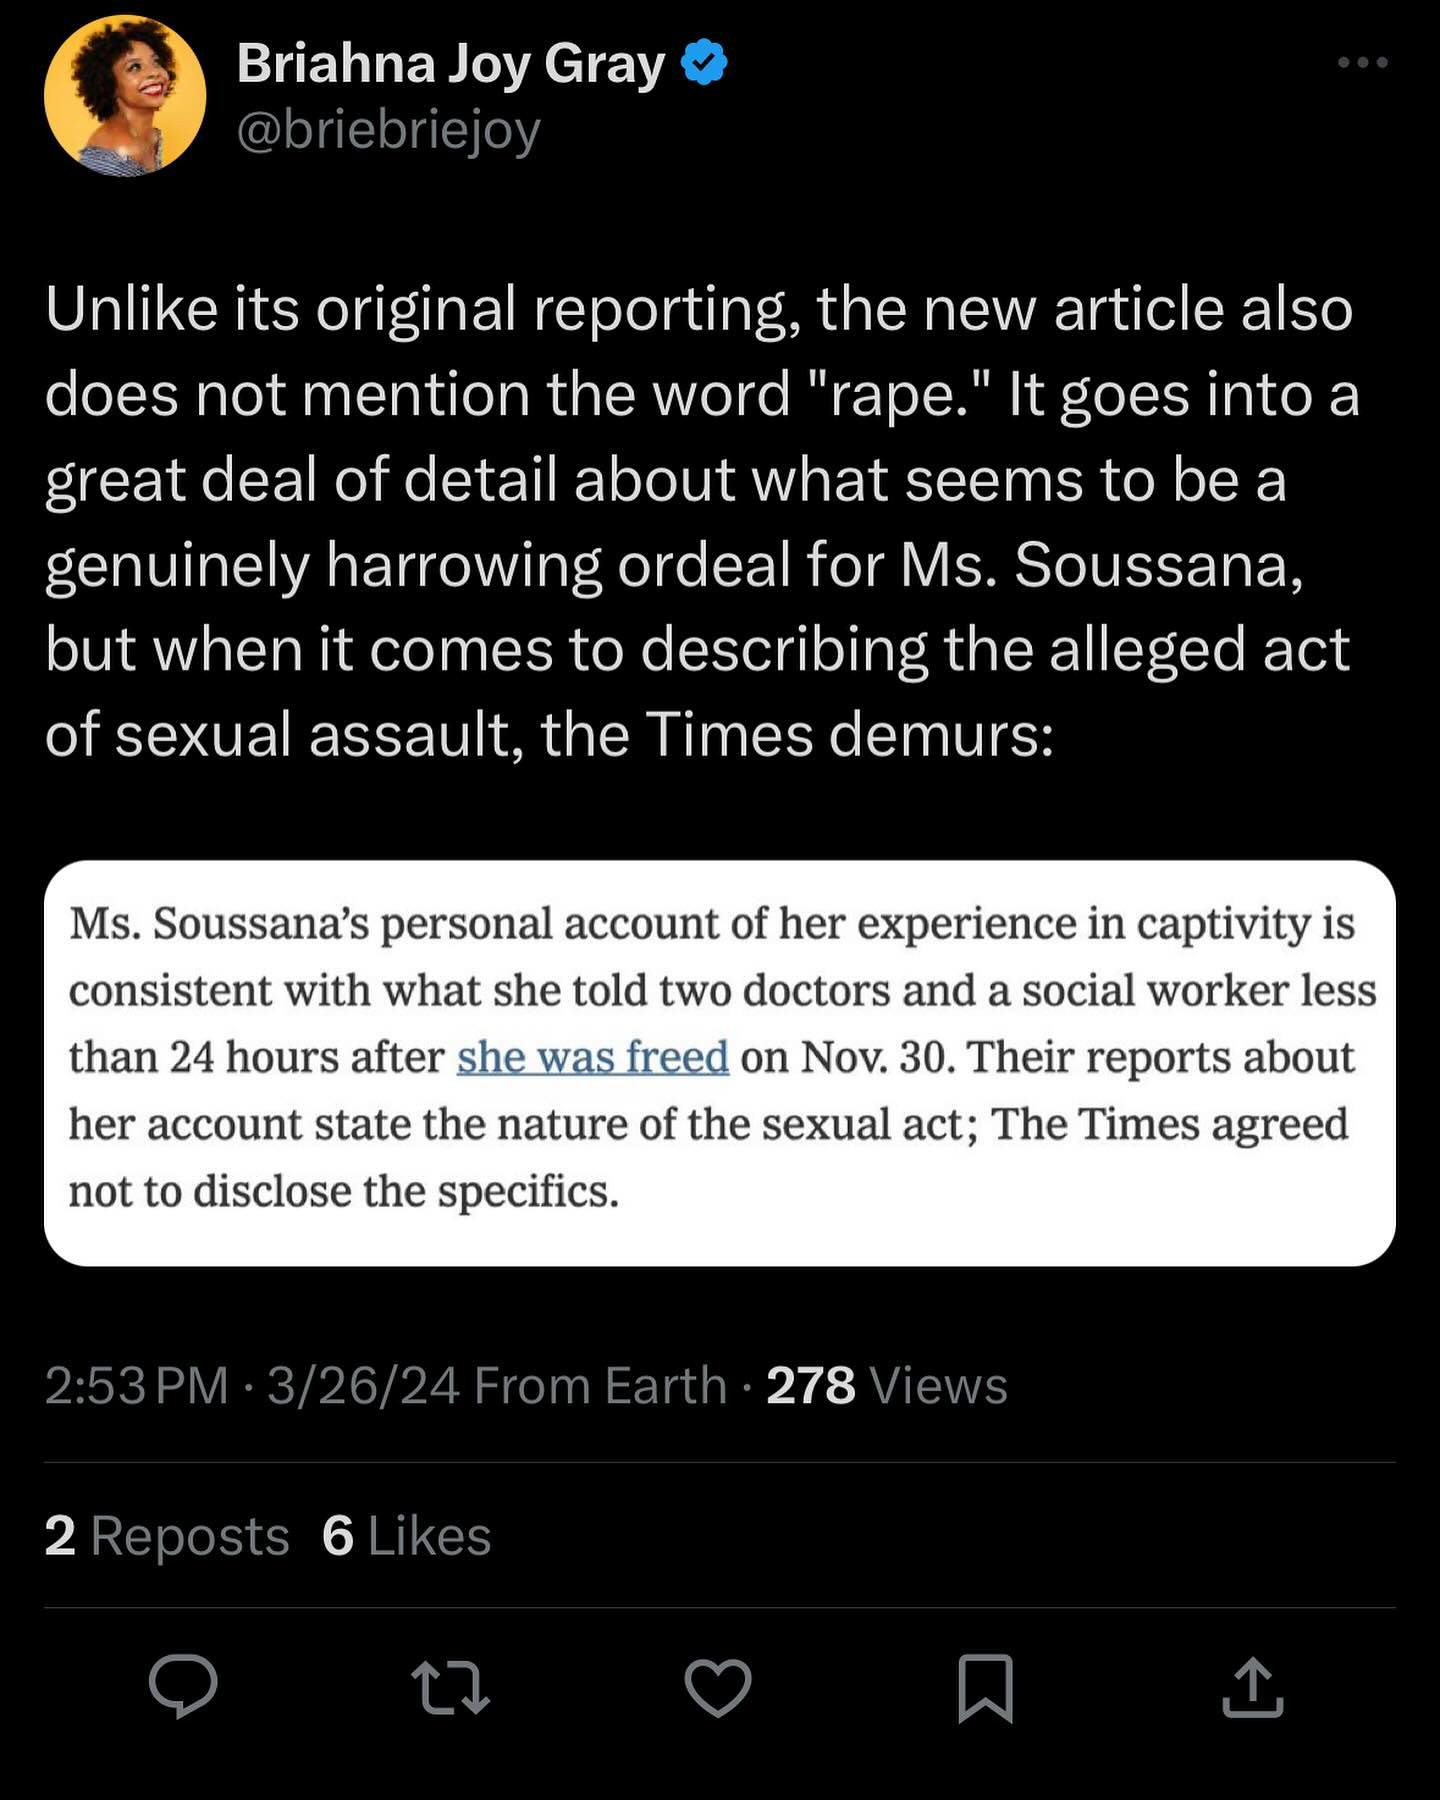 Briahna Joy Gray
@briebriejoy
Unlike its original reporting, the new article also
does not mention the word "rape." It goes into a
great deal of detail about what seems to be a
genuinely harrowing ordeal for Ms. Soussana,
but when it comes to describing the alleged act
of sexual assault, the Times demurs:
Ms. Soussana’s personal account of her experience in captivity is
consistent with what she told two doctors and a social worker less
than 24 hours after she was freed on Nov. 30. Their reports about
her account state the nature of the sexual act; The Times agreed
not to disclose the specifics.
2:53 PM · 3/26/24 From Earth · 278 Views
2 Reposts 6 Likes